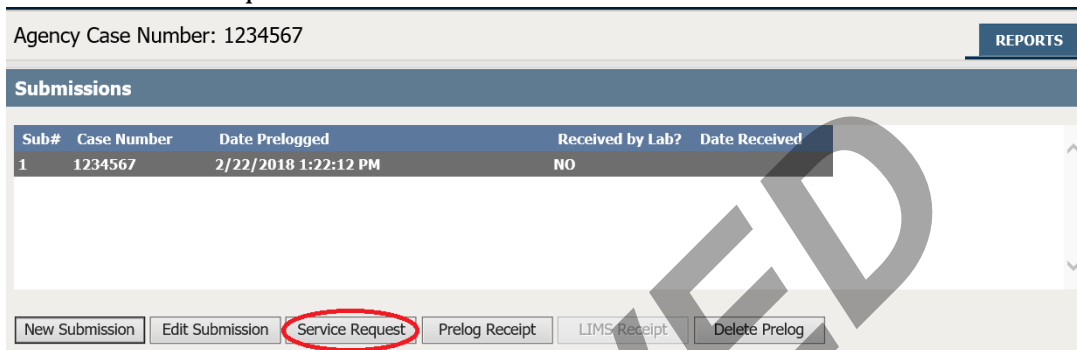 Agency Case Number: 1234567
REPORTS
Submissions
Sub# Case Number Date Prelogged Received by Lab? Date Received
1 1234567 2/22/2018 1:22:12 PM NO
New Submission Edit Submission Service Request Prelog Receipt LIMS Receipt Delete Prelog